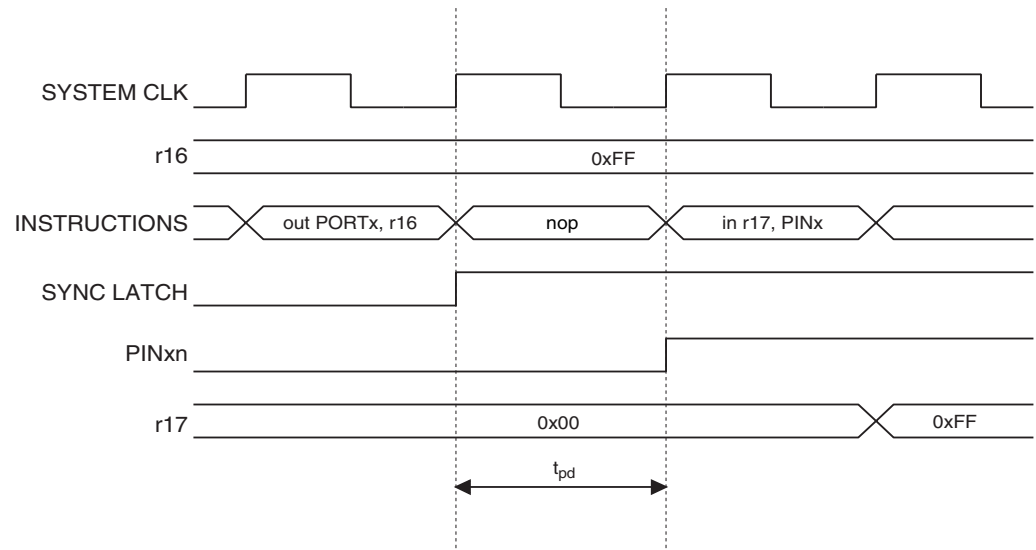 SYSTEM CLK
r16
0xFF
INSTRUCTIONS
out PORTx, r16
nop
in r17, PINx
SYNC LATCH
PINxn
r17
0x00
0xFF
tpd